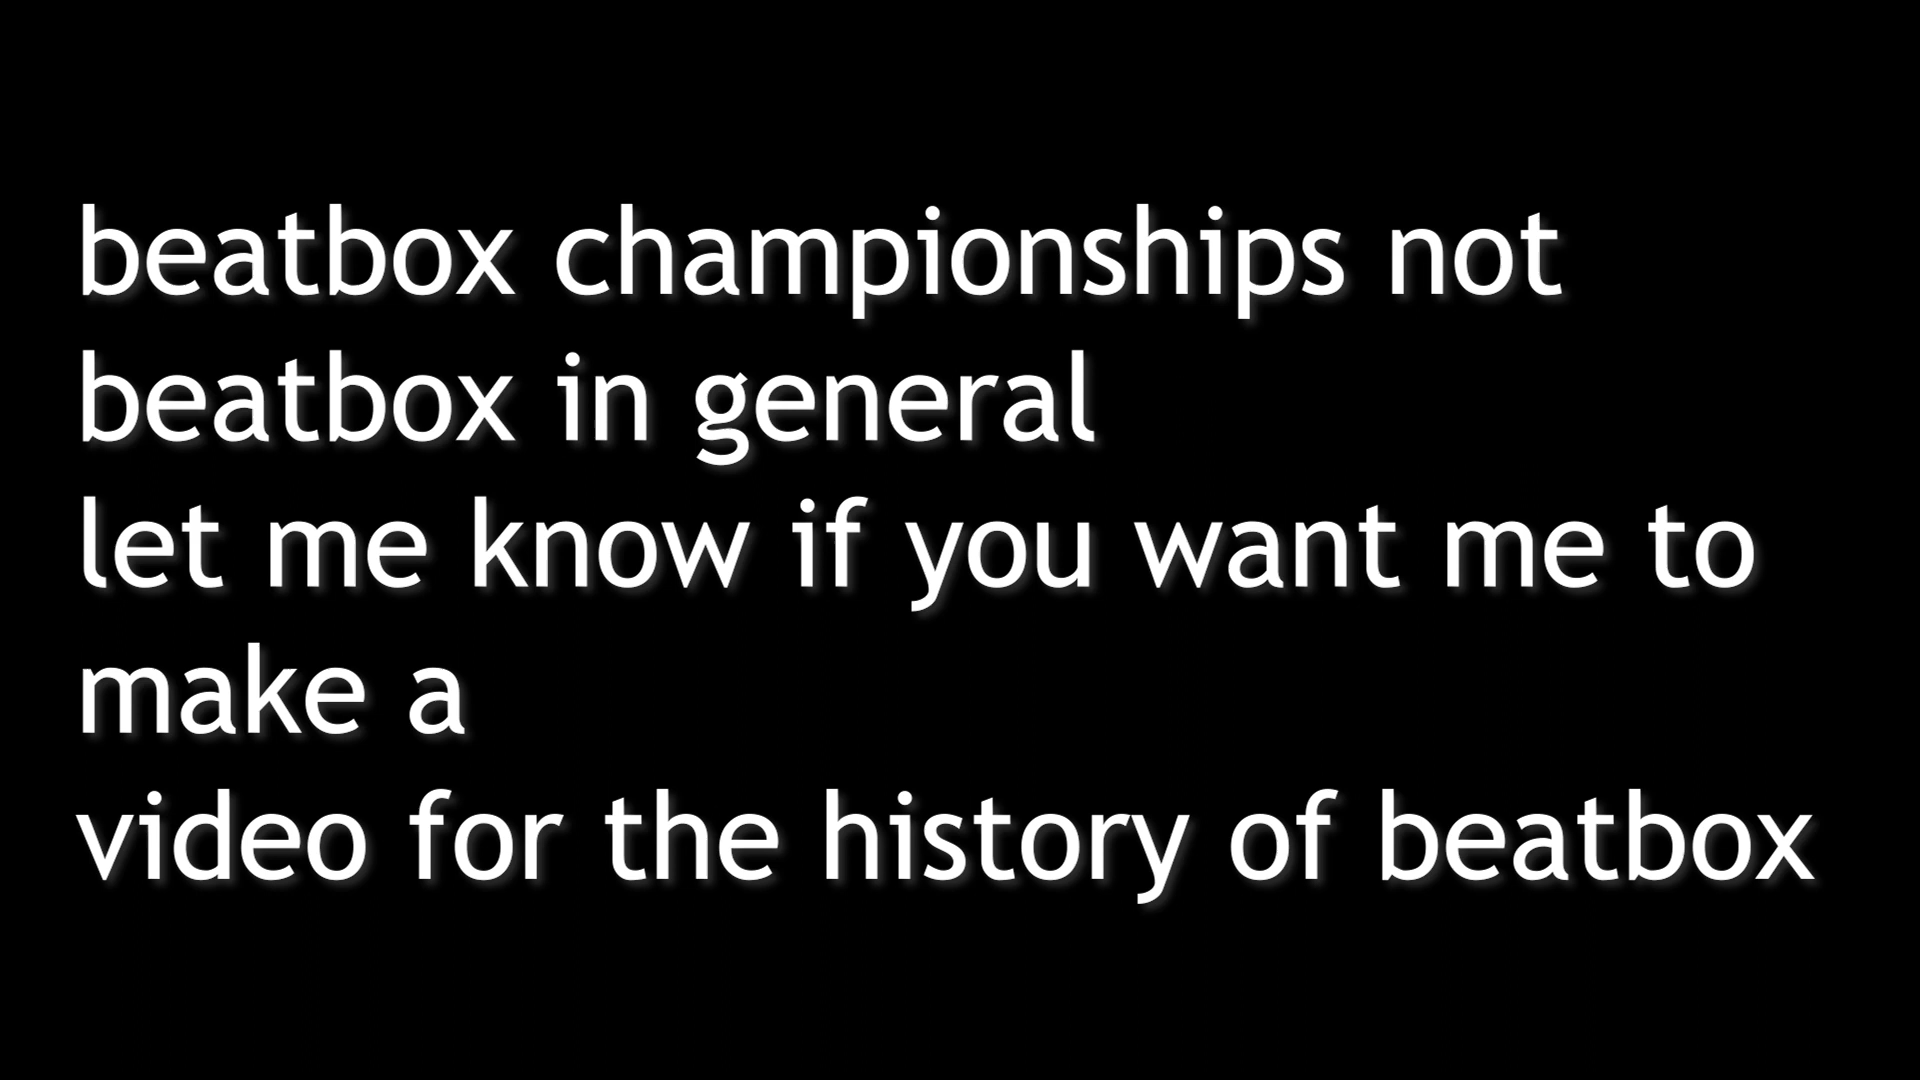 beatbox championships not
beatbox in general
let me know if you want me to
make a
video for the history of beatbox